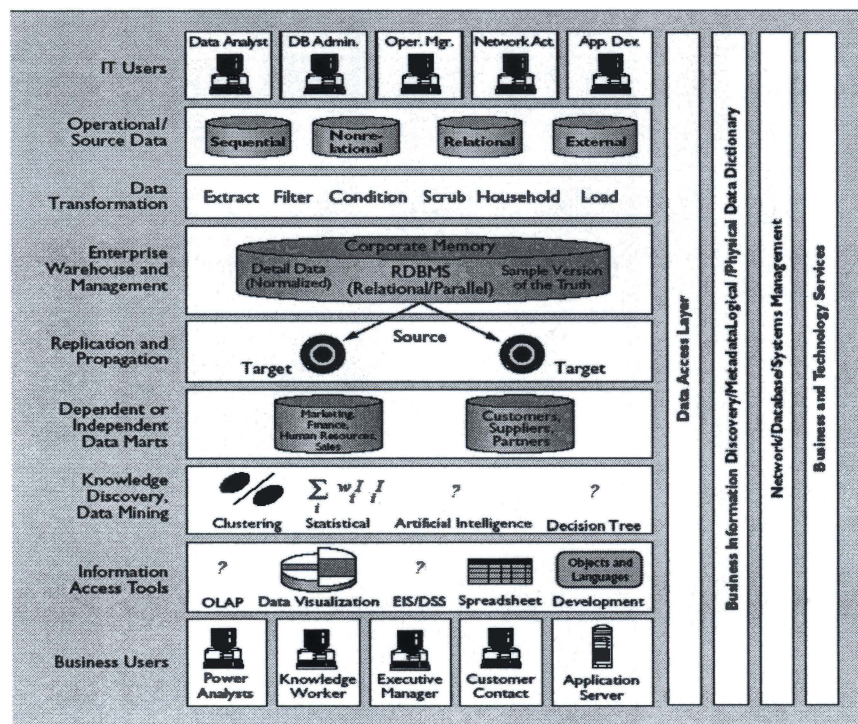 IT Users
Data Analyst
DB Admin.
Oper. Mgr.
Network Act.
App. Dev.
Operational/
Source Data
Sequential
Nonre-
lational
Relational
External
Data
Transformation
Extract Filter Condition Scrub Household Load
Enterprise
Warehouse and
Management
Corporate Memory
Detail Data
(Normalized)
RDBMS
(Relational/Parallel)
Sample Version
of the Truth
Replication and
Propagation
Source
Target
Target
Dependent or
Independent
Data Marts
Marketing,
Finance,
Human Resources,
Sales
Customers,
Suppliers,
Partners
Knowledge
Discovery,
Data Mining
Σ
i
w I I
i i
?
?
Clustering
Statistical
Artificial Intelligence
Decision Tree
Information
Access Tools
?
?
Objects and
Languages
OLAP
Data Visualization
EIS/DSS
Spreadsheet
Development
Business Users
Power
Analysts
Knowledge
Worker
Executive
Manager
Customer
Contact
Application
Server
Data Access Layer
Business Information Discovery/MetadataLogical /Physical Data Dictionary
Network/Database/Systems Management
Business and Technology Services